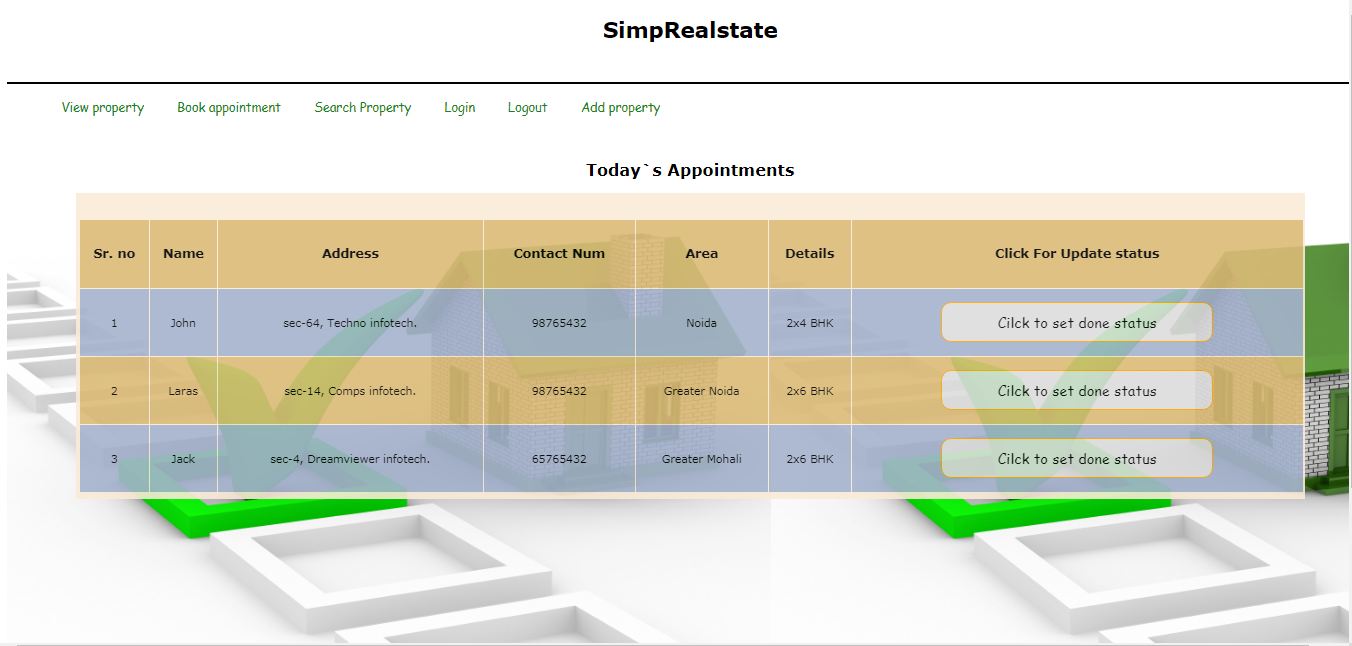 SimpRealstate
View property Book appointment Search Property Login Logout Add property
Today`s Appointments
Sr. no Name Address Contact Num Area Details Click For Update status
1 John sec-64, Techno infotech. 98765432 Noida 2x4 BHK Cilck to set done status
2 Laras sec-14, Comps infotech. 98765432 Greater Noida 2x6 BHK Cilck to set done status
3 Jack sec-4, Dreamviewer infotech. 65765432 Greater Mohali 2x6 BHK Cilck to set done status